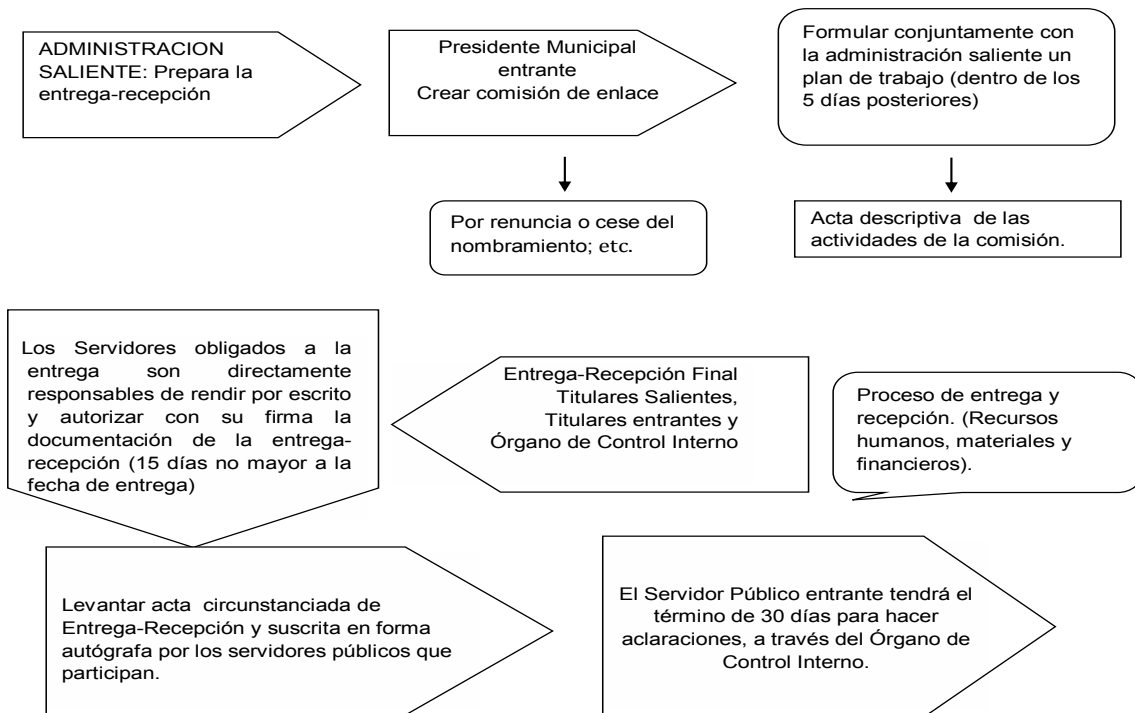 ADMINISTRACION
SALIENTE: Prepara la
entrega-recepción
Presidente Municipal
entrante
Crear comisión de enlace
Formular conjuntamente con
la administración saliente un
plan de trabajo (dentro de los
5 días posteriores)
Por renuncia o cese del
nombramiento; etc.
Acta descriptiva de las
actividades de la comisión.
Los Servidores obligados a la
entrega son directamente
responsables de rendir por escrito
y autorizar con su firma la
documentación de la entrega-
recepción (15 días no mayor a la
fecha de entrega)
Entrega-Recepción Final
Titulares Salientes,
Titulares entrantes y
Órgano de Control Interno
Proceso de entrega y
recepción. (Recursos
humanos, materiales y
financieros).
Levantar acta circunstanciada de
Entrega-Recepción y suscrita en forma
autógrafa por los servidores públicos que
participan.
El Servidor Público entrante tendrá el
término de 30 días para hacer
aclaraciones, a través del Órgano de
Control Interno.